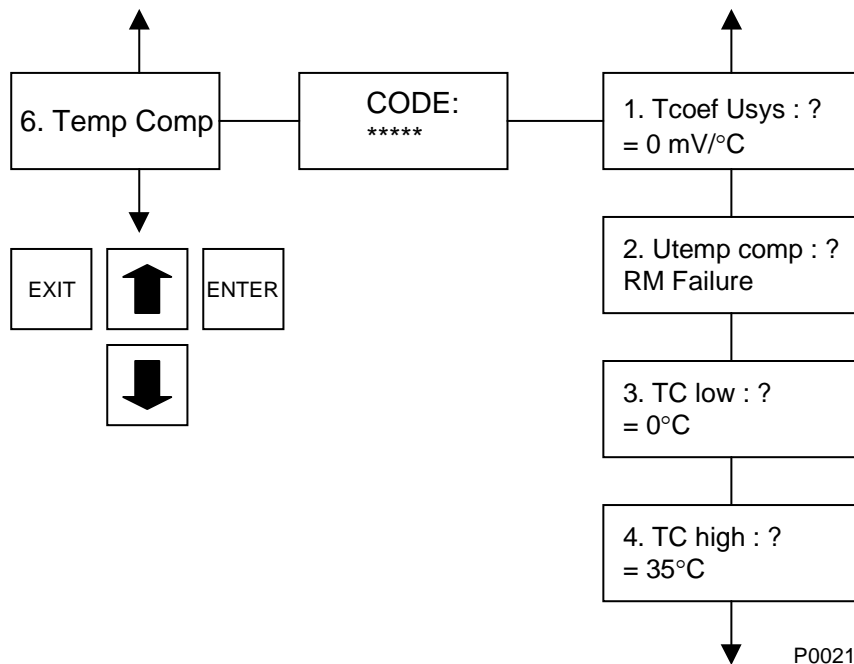 6. Temp Comp
CODE:
*****
1. Tcoef Usys : ?
= 0 mV/°C
2. Utemp comp : ?
RM Failure
EXIT
ENTER
3. TC low : ?
= 0°C
4. TC high : ?
= 35°C
P0021